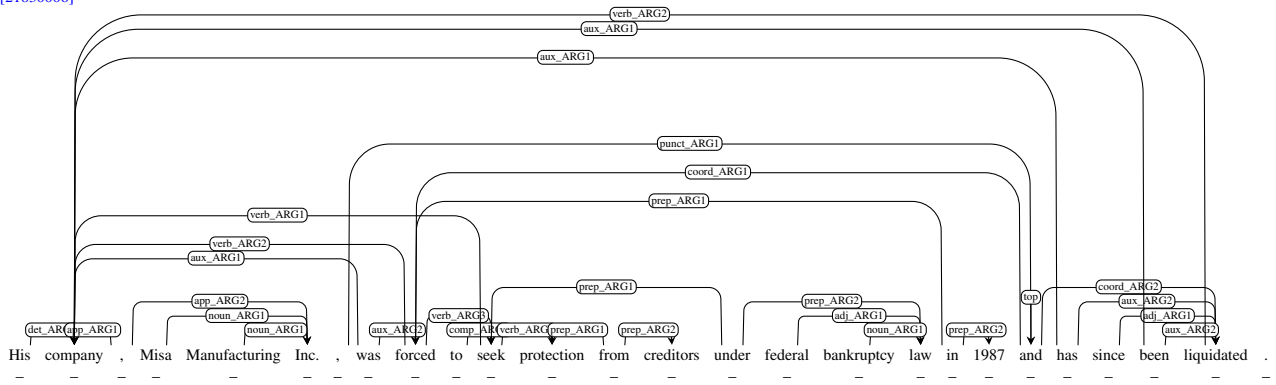 verb_ARG2
aux_ARG1
aux_ARG1
punct_ARG1
coord_ARG1
prep_ARG1
verb_ARG1
verb_ARG2
aux_ARG1
prep_ARG1
coord_ARG2
top
app_ARG2 prep_ARG2 aux_ARG2
noun_ARG1 verb_ARG3 adj_ARG1 adj_ARG1
app_ARG1 noun_ARG1 aux_ARG2 prep_ARG1 prep_ARG2 noun_ARG1 prep_ARG2 aux_ARG2
His company , Misa Manufacturing Inc. , was forced to seek protection from creditors under federal bankruptcy law in 1987 and has since been liquidated .